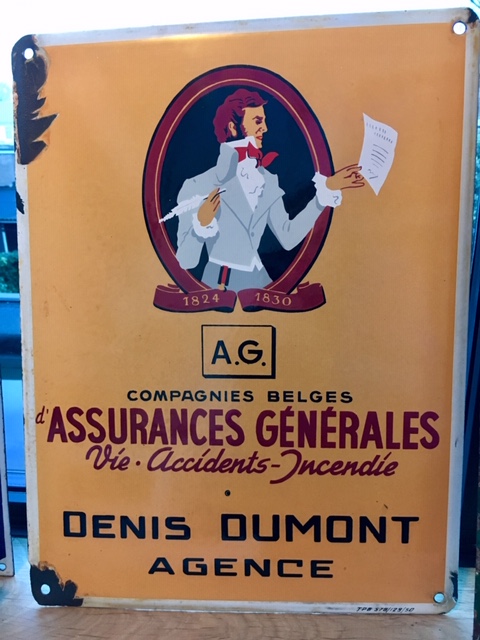 1824 1830
A.G.
COMPAGNIES BELGES
d'ASSURANCES GÉNÉRALES
Vie · Accidents - Incendie
DENIS DUMONT
AGENCE